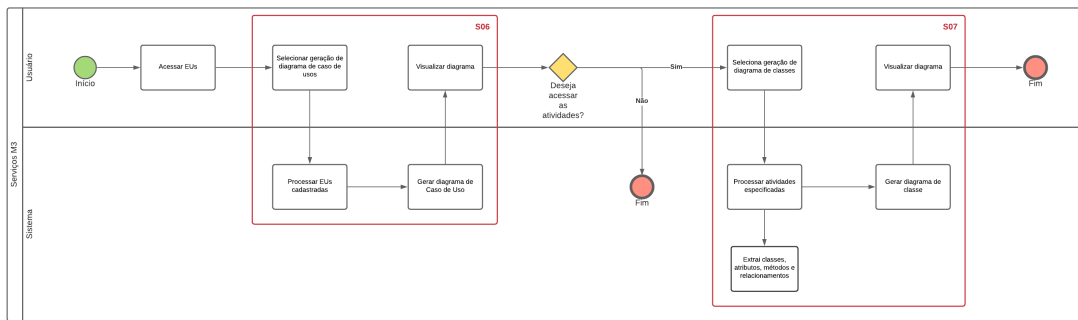 Serviços M3
Usuário
Sistema
Início
Acessar EUs
S06
Selecionar geração de
diagrama de caso de
usos
Visualizar diagrama
Processar EUs
cadastradas
Gerar diagrama de
Caso de Uso
Deseja
acessar
as
atividades?
Sim
Não
Fim
S07
Seleciona geração de
diagrama de classes
Visualizar diagrama
Processar atividades
especificadas
Gerar diagrama de
classe
Extrai classes,
atributos, métodos e
relacionamentos
Fim